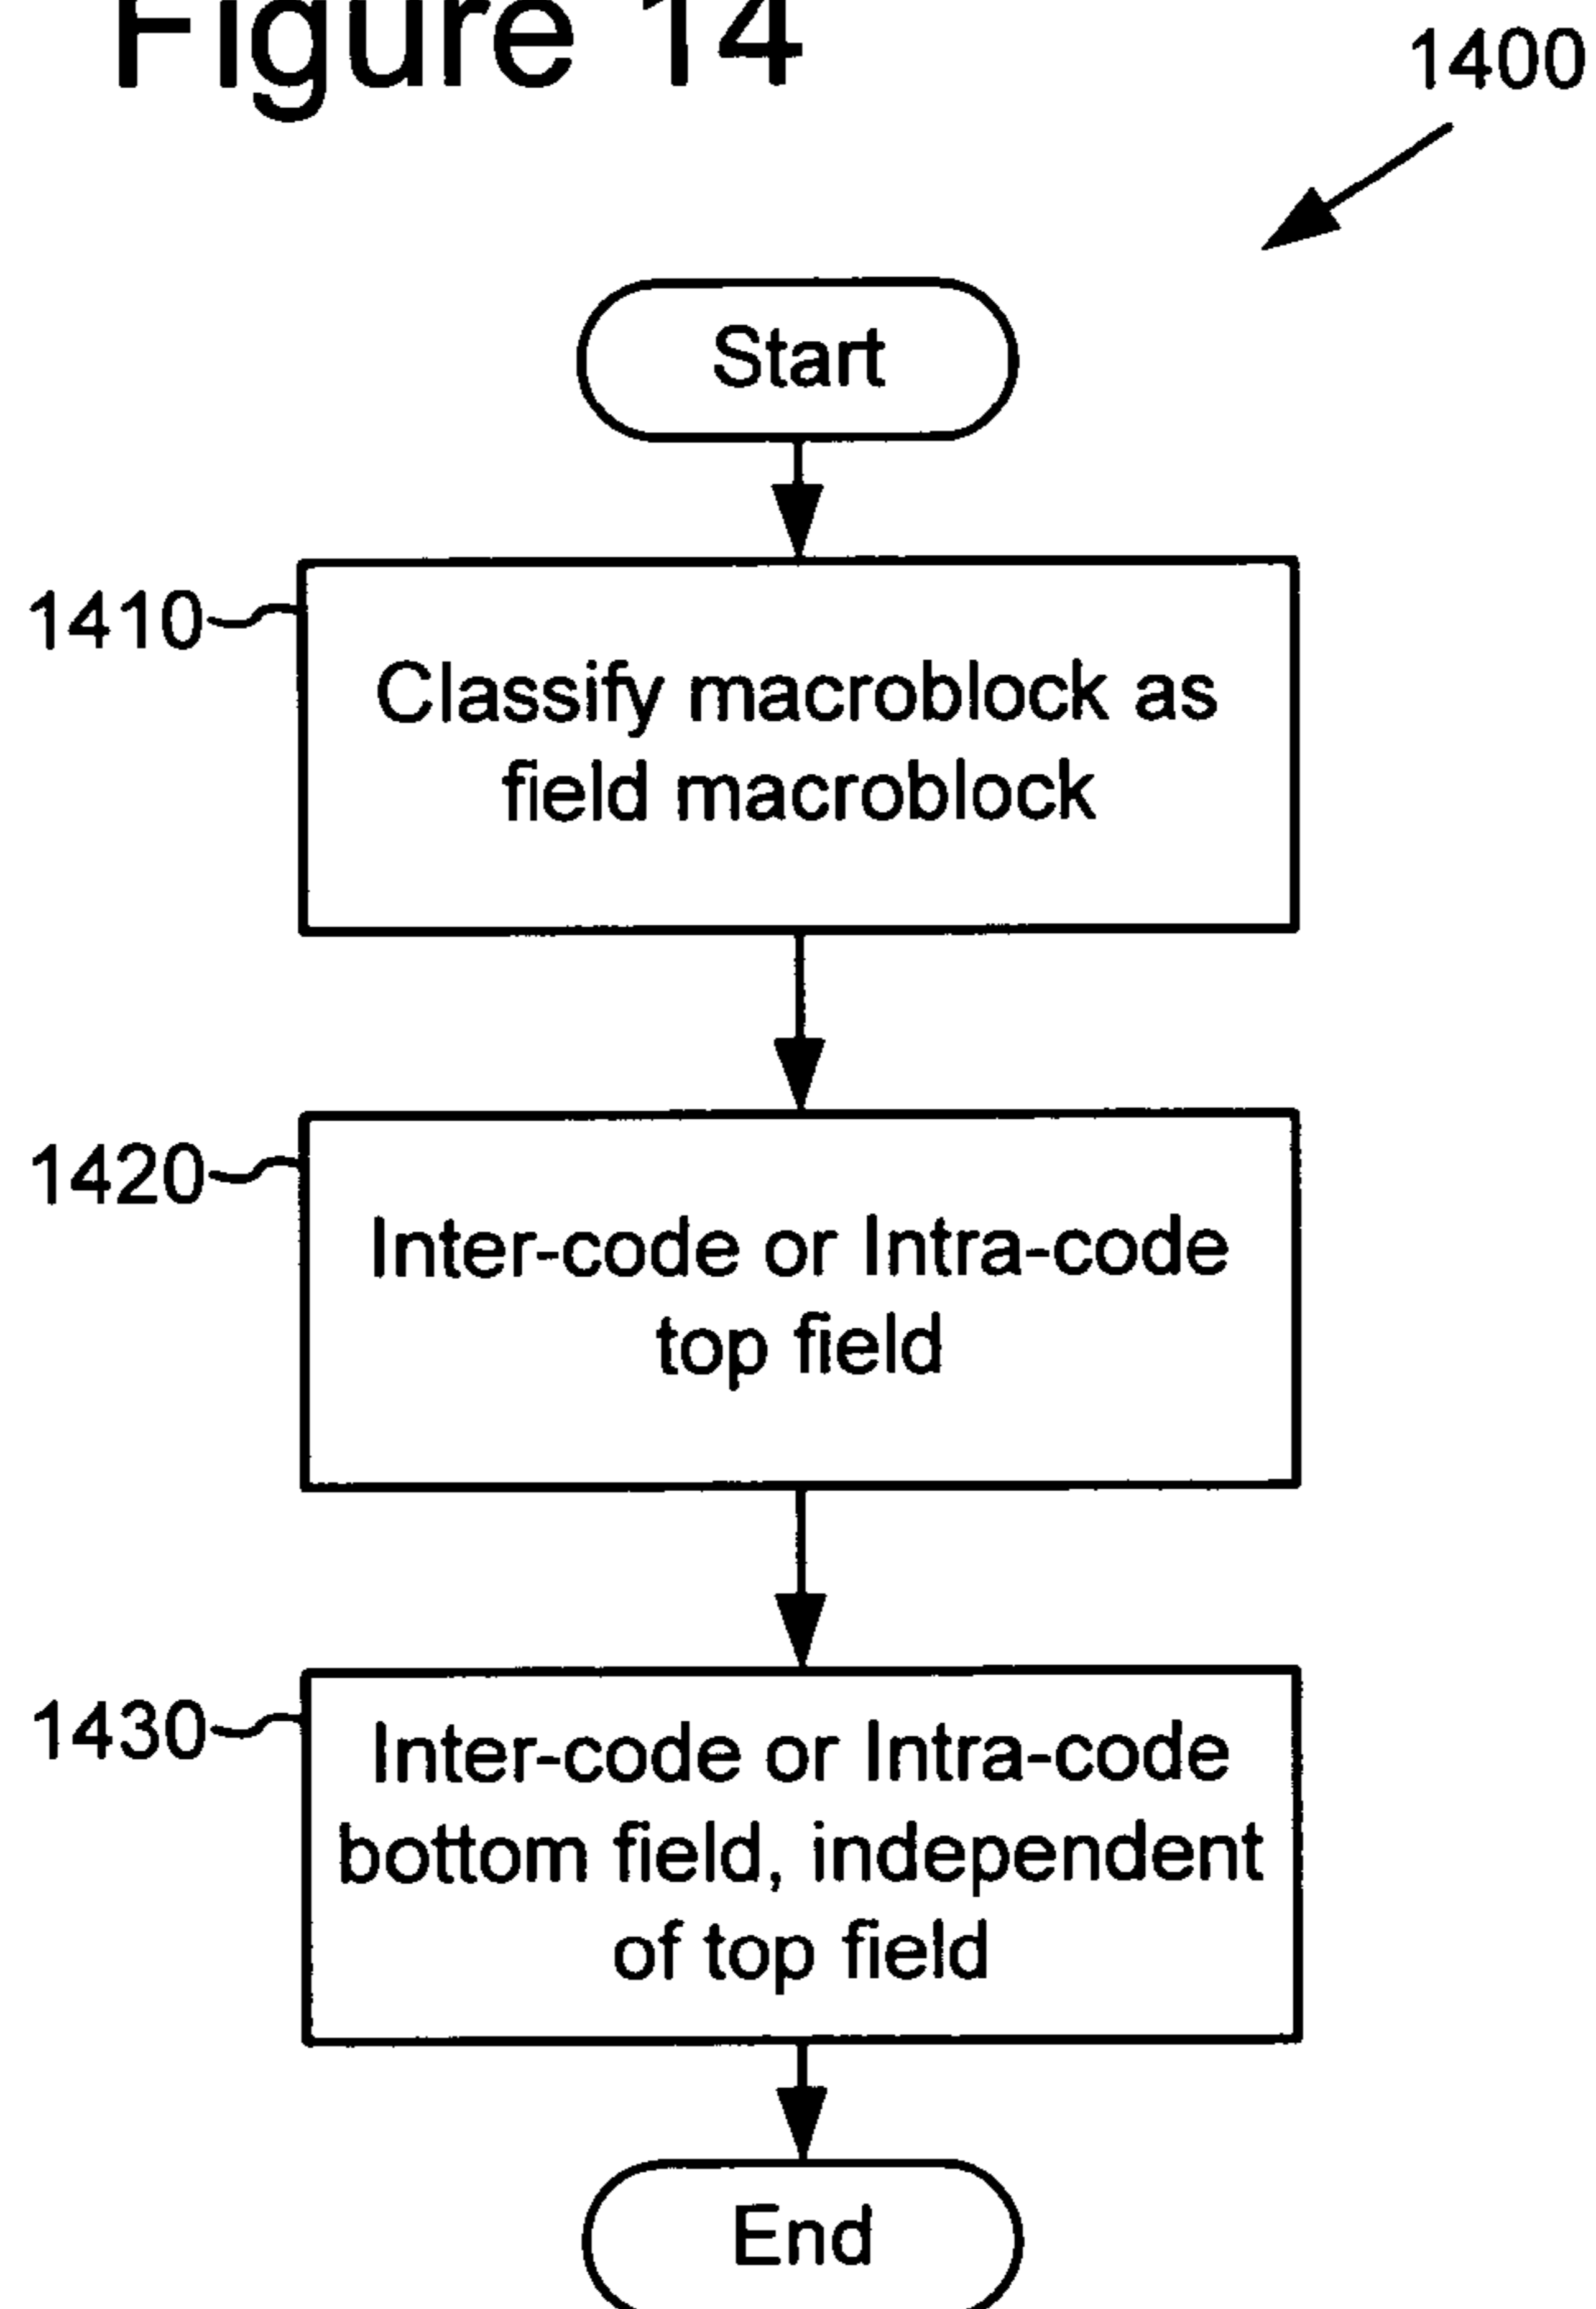 Figure 14
1400
Start
1410
Classify macroblock as
field macroblock
1420
Inter-code or Intra-code
top field
1430
Inter-code or Intra-code
bottom field, independent
of top field
End